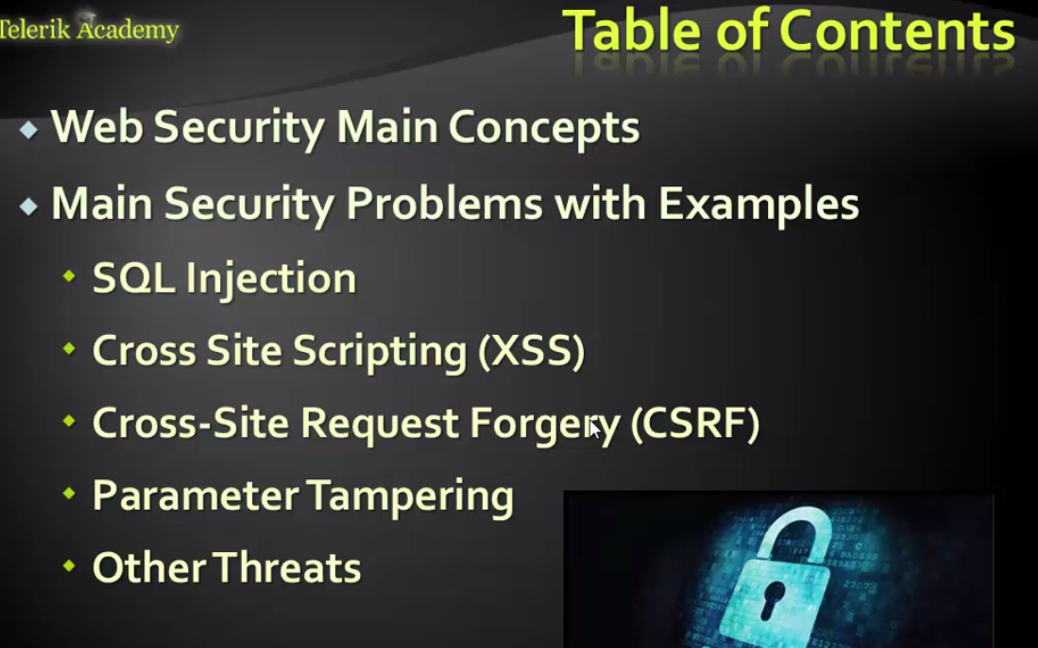 Telerik Academy
Table of Contents
Web Security Main Concepts
Main Security Problems with Examples
SQL Injection
Cross Site Scripting (XSS)
Cross-Site Request Forgery (CSRF)
Parameter Tampering
Other Threats